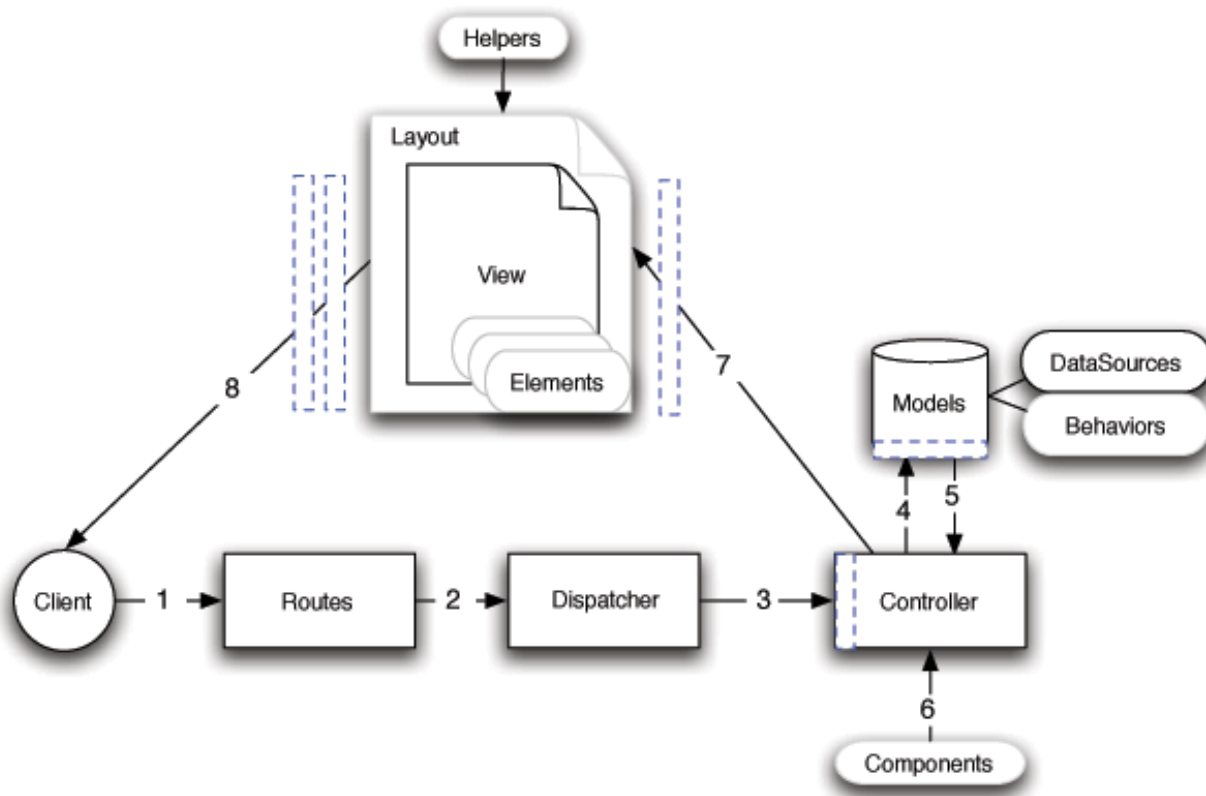 Helpers
Layout
View
Elements
8
7
DataSources
Models
Behaviors
4
5
Client
1
Routes
2
Dispatcher
3
Controller
6
Components